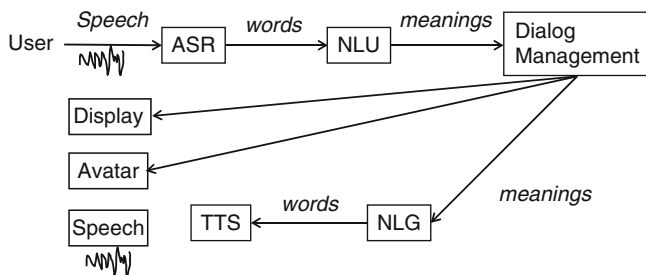 Speech words meanings
User ASR NLU Dialog Management
Display
Avatar
meanings
words
Speech TTS NLG